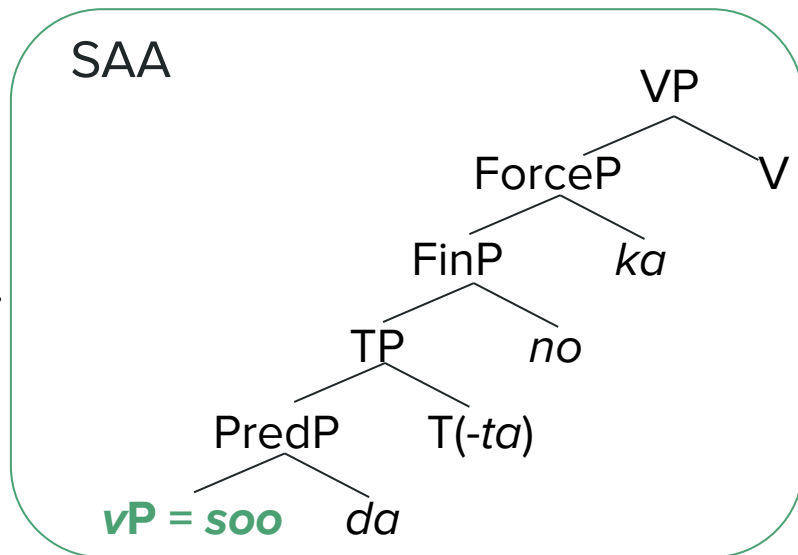 SAA
VP
ForceP V
FinP ka
TP no
PredP T(-ta)
vP = soo da